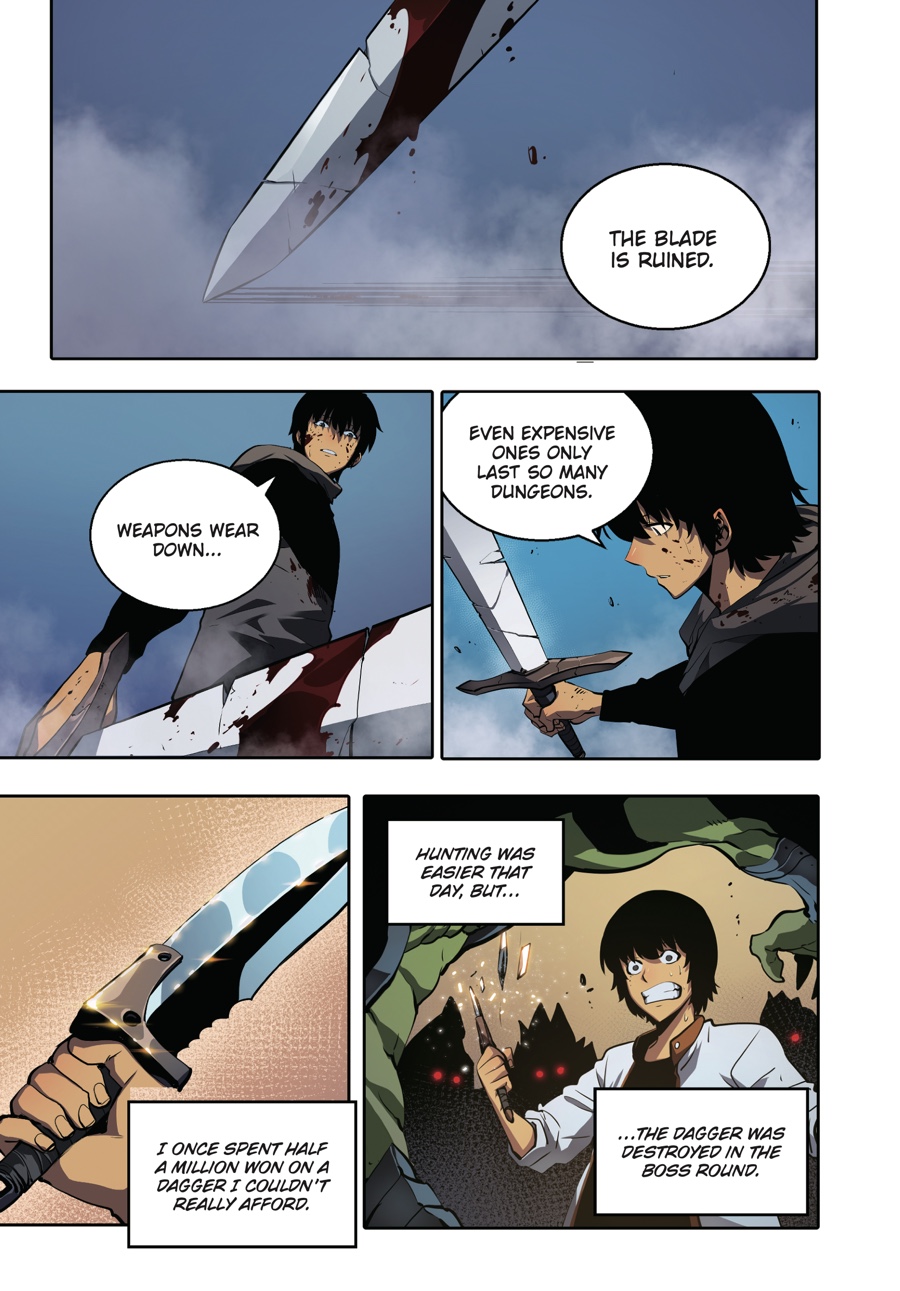 THE BLADE
IS RUINED.
WEAPONS WEAR
DOWN...
EVEN EXPENSIVE
ONES ONLY
LAST SO MANY
DUNGEONS.
I ONCE SPENT HALF
A MILLION WON ON A
DAGGER I COULDN'T
REALLY AFFORD.
HUNTING WAS
EASIER THAT
DAY, BUT...
...THE DAGGER WAS
DESTROYED IN THE
BOSS ROUND.